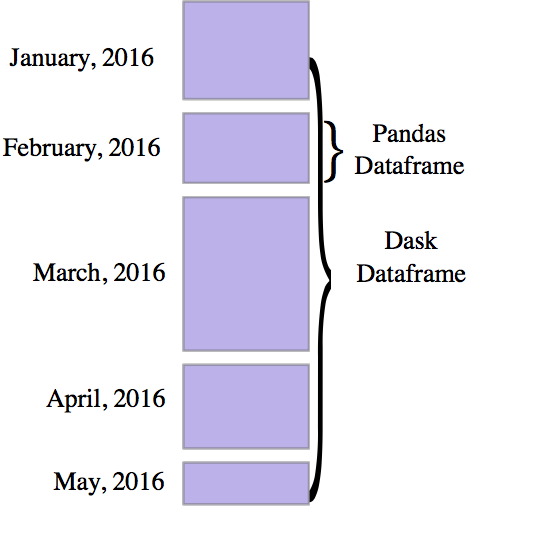 January, 2016
February, 2016
Pandas
Dataframe
Dask
Dataframe
March, 2016
April, 2016
May, 2016